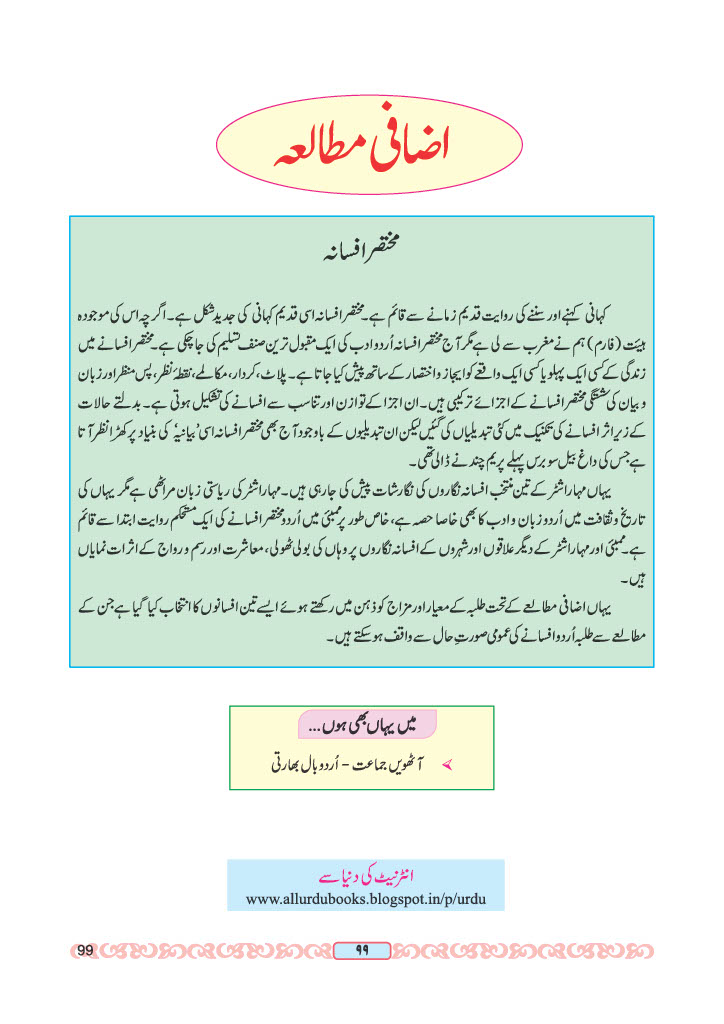 اضافی مطالعہ
مختصر افسانہ
کہانی کہنے اور سننے کی روایت قدیم زمانے سے قائم ہے۔ مختصر افسانہ اسی قدیم کہانی کی جدید شکل ہے۔ اگرچہ اس کی موجودہ
ہیئت (فارم) ہم نے مغرب سے لی ہے مگر آج مختصر افسانہ اُردو ادب کی ایک مقبول ترین صنف تسلیم کی جاچکی ہے۔ مختصر افسانے میں
زندگی کے کسی ایک پہلو یا کسی ایک واقعے کو ایجاز و اختصار کے ساتھ پیش کیا جاتا ہے۔ پلاٹ، کردار، مکالمے، نقطۂ نظر، پس منظر اور زبان
و بیان کی شستگی مختصر افسانے کے اجزائے ترکیبی ہیں۔ ان اجزا کے توازن اور تناسب سے افسانے کی تشکیل ہوتی ہے۔ بدلتے حالات
کے زیرِ اثر افسانے کی تکنیک میں کئی تبدیلیاں کی گئیں لیکن ان تبدیلیوں کے باوجود آج بھی مختصر افسانہ اسی ’بیانیہ‘ کی بنیاد پر کھڑا نظر آتا
ہے جس کی داغ بیل سو برس پہلے پریم چند نے ڈالی تھی۔
یہاں مہاراشٹر کے تین منتخب افسانہ نگاروں کی نگارشات پیش کی جارہی ہیں۔ مہاراشٹر کی ریاستی زبان مراٹھی ہے مگر یہاں کی
تاریخ و ثقافت میں اُردو زبان و ادب کا بھی خاصا حصہ ہے، خاص طور پر ممبئی میں اُردو مختصر افسانے کی ایک مستحکم روایت ابتدا سے قائم
ہے۔ ممبئی اور مہاراشٹر کے دیگر علاقوں اور شہروں کے افسانہ نگاروں پر وہاں کی بولی ٹھولی، معاشرت اور رسم و رواج کے اثرات نمایاں
ہیں۔
یہاں اضافی مطالعے کے تحت طلبہ کے معیار اور مزاج کو ذہن میں رکھتے ہوئے ایسے تین افسانوں کا انتخاب کیا گیا ہے جن کے
مطالعے سے طلبہ اُردو افسانے کی عمومی صورتِ حال سے واقف ہوسکتے ہیں۔
میں یہاں بھی ہوں...
آٹھویں جماعت - اُردو بال بھارتی
انٹرنیٹ کی دنیا سے
www.allurdubooks.blogspot.in/p/urdu
99
۹۹